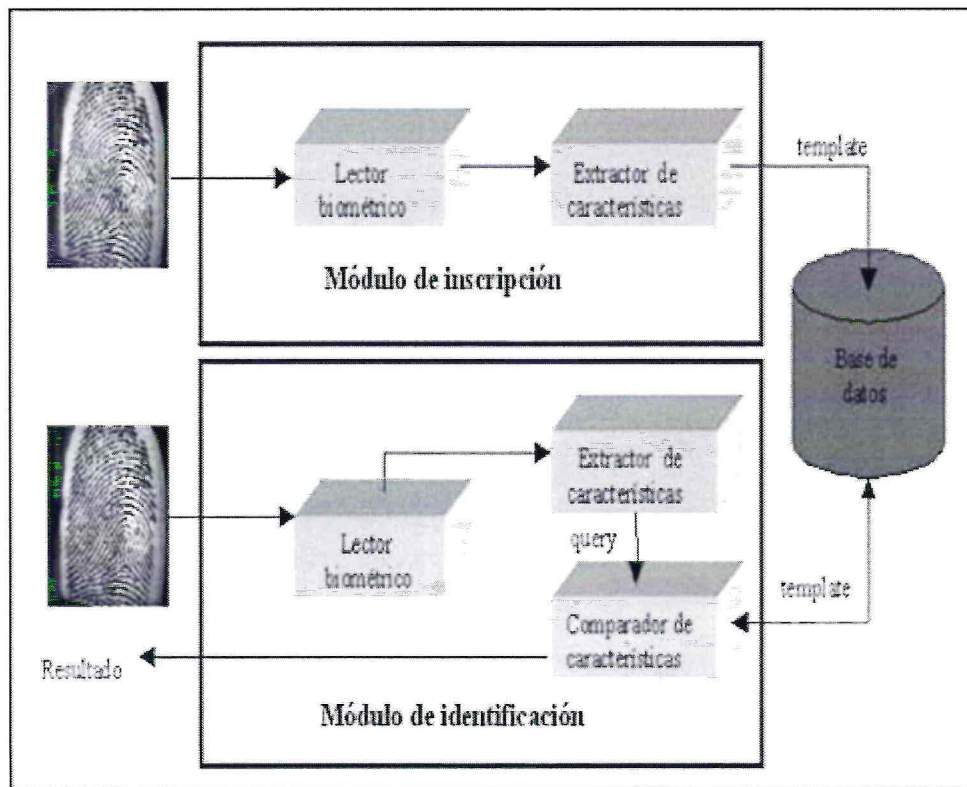 Lector
biométrico
Extractor de
características
template
Módulo de inscripción
Base de
datos
Extractor de
características
query
Lector
biométrico
Comparador de
características
template
Resultado
Módulo de identificación